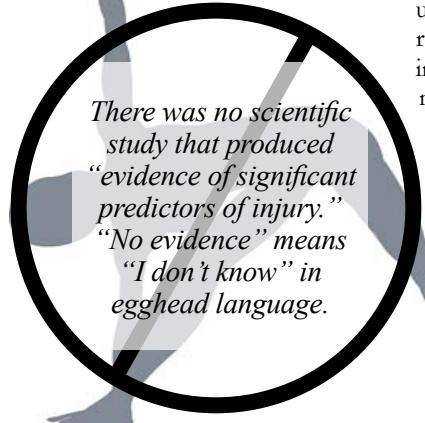 There was no scientific
study that produced
“evidence of significant
predictors of injury.”
“No evidence” means
“I don’t know” in
egghead language.